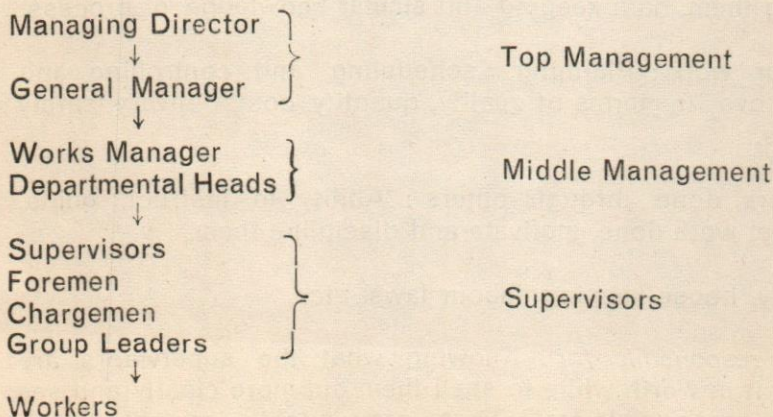 Managing Director
↓
General Manager
Top Management
↓
Works Manager
Departmental Heads
Middle Management
↓
Supervisors
Foremen
Chargemen
Group Leaders
Supervisors
↓
Workers